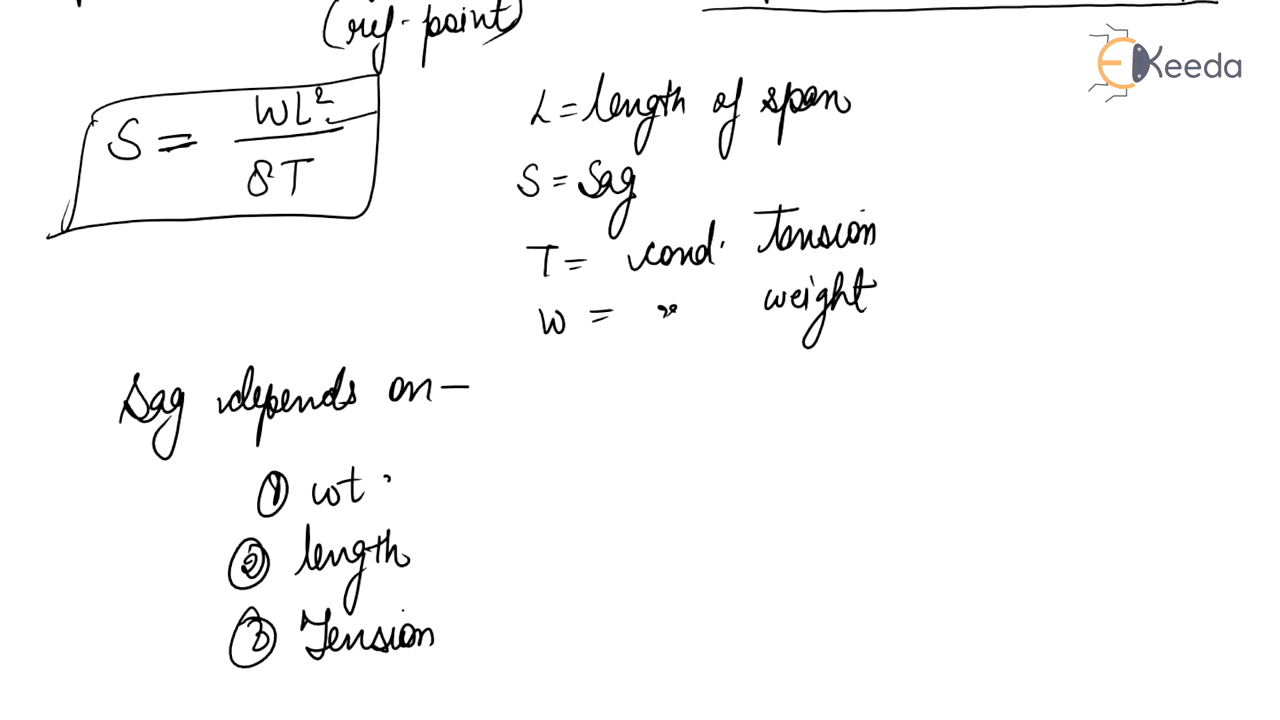 (ref. point)
S = WL²/8T
L = length of span
S = Sag
T = cond. Tension
W = " weight
Sag depends on —
① wt.
② length
③ Tension
EKeeda